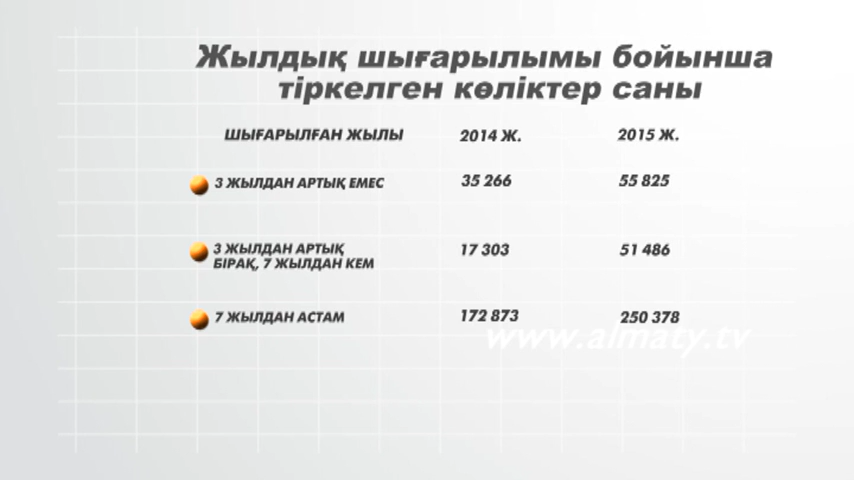 Жылдық шығарылымы бойынша
тіркелген көліктер саны
ШЫҒАРЫЛҒАН ЖЫЛЫ 2014 Ж. 2015 Ж.
3 ЖЫЛДАН АРТЫҚ ЕМЕС 35 266 55 825
3 ЖЫЛДАН АРТЫҚ
БІРАҚ, 7 ЖЫЛДАН КЕМ 17 303 51 486
7 ЖЫЛДАН АСТАМ 172 873 250 378
www.almaty.tv